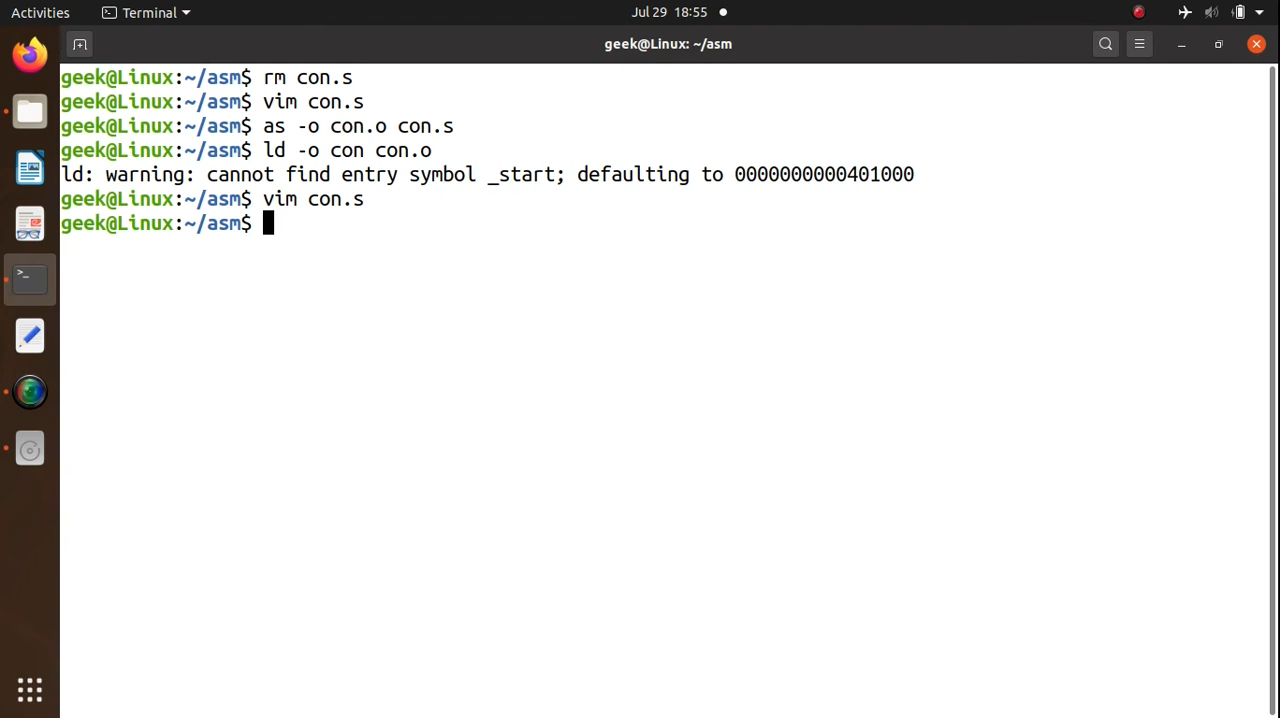 Activities
Terminal
Jul 29 18:55
geek@Linux: ~/asm
geek@Linux:~/asm$ rm con.s
geek@Linux:~/asm$ vim con.s
geek@Linux:~/asm$ as -o con.o con.s
geek@Linux:~/asm$ ld -o con con.o
ld: warning: cannot find entry symbol _start; defaulting to 0000000000401000
geek@Linux:~/asm$ vim con.s
geek@Linux:~/asm$